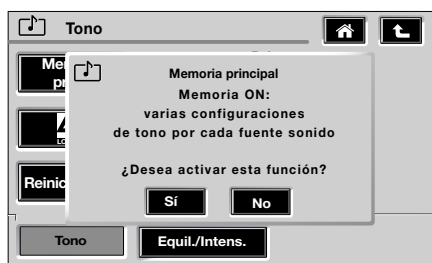 Tono
Memoria principal
Memoria ON:
varias configuraciones
de tono por cada fuente sonido
¿Desea activar esta función?
Sí
No
Tono
Equil./Intens.